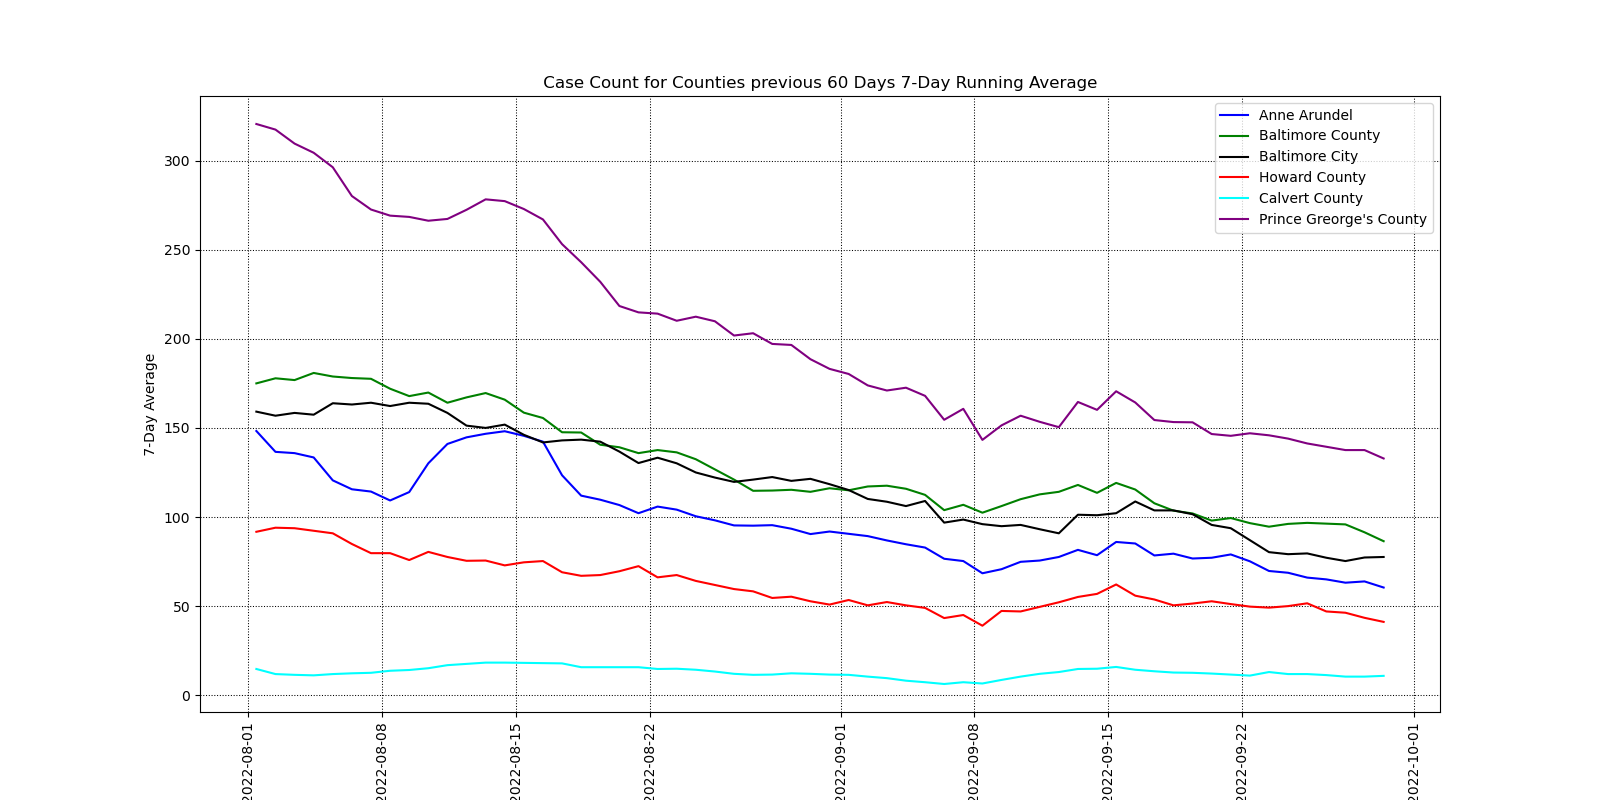 Case Count for Counties previous 60 Days 7-Day Running Average
Anne Arundel
Baltimore County
Baltimore City
Howard County
Calvert County
Prince Greorge's County
7-Day Average
300
250
200
150
100
50
0
2022-08-01
2022-08-08
2022-08-15
2022-08-22
2022-09-01
2022-09-08
2022-09-15
2022-09-22
2022-10-01